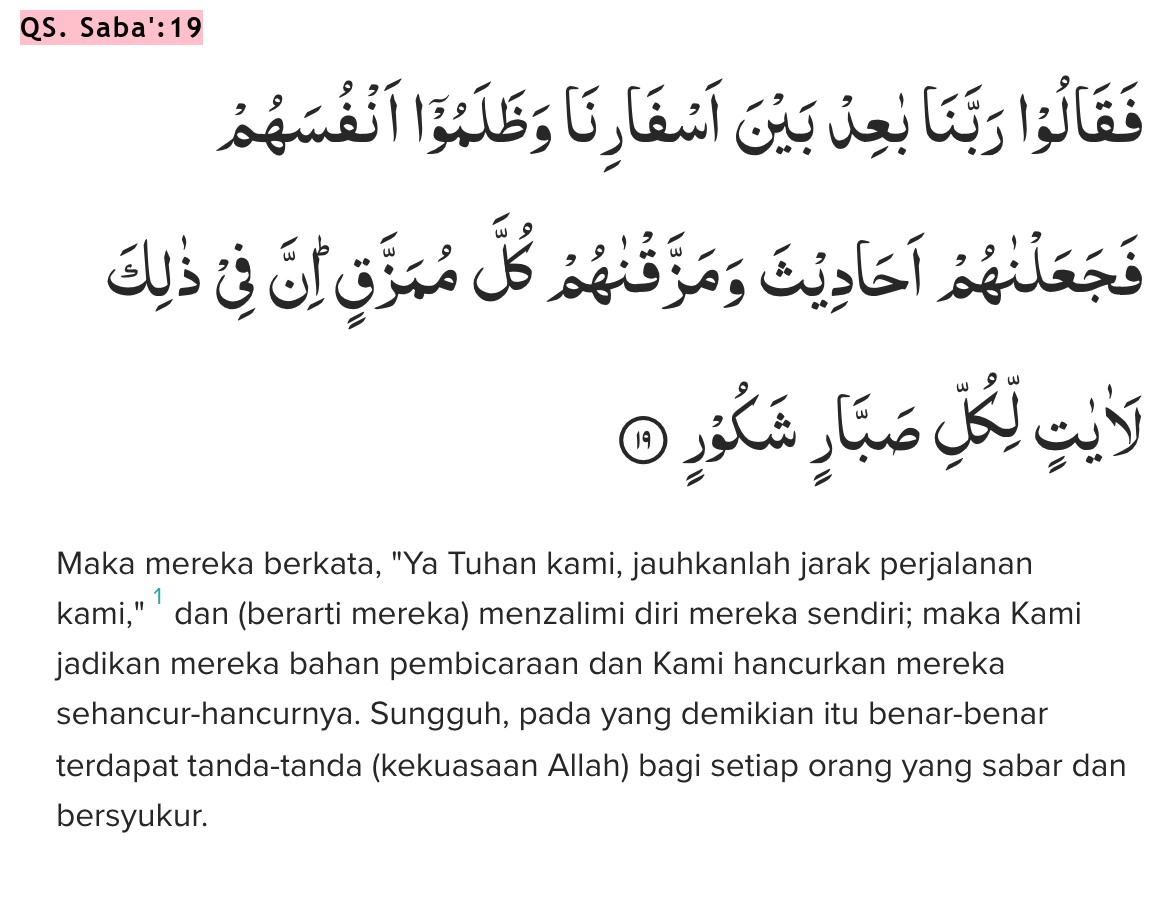 QS. Saba':19
فَقَالُوْا رَبَّنَا بٰعِدْ بَيْنَ اَسْفَارِنَا وَظَلَمُوْٓا اَنْفُسَهُمْ
فَجَعَلْنٰهُمْ اَحَادِيْثَ وَمَزَّقْنٰهُمْ كُلَّ مُمَزَّقٍۗ اِنَّ فِيْ ذٰلِكَ
لَاٰيٰتٍ لِّكُلِّ صَبَّارٍ شَكُوْرٍ ١٩
Maka mereka berkata, "Ya Tuhan kami, jauhkanlah jarak perjalanan
kami," 1 dan (berarti mereka) menzalimi diri mereka sendiri; maka Kami
jadikan mereka bahan pembicaraan dan Kami hancurkan mereka
sehancur-hancurnya. Sungguh, pada yang demikian itu benar-benar
terdapat tanda-tanda (kekuasaan Allah) bagi setiap orang yang sabar dan
bersyukur.